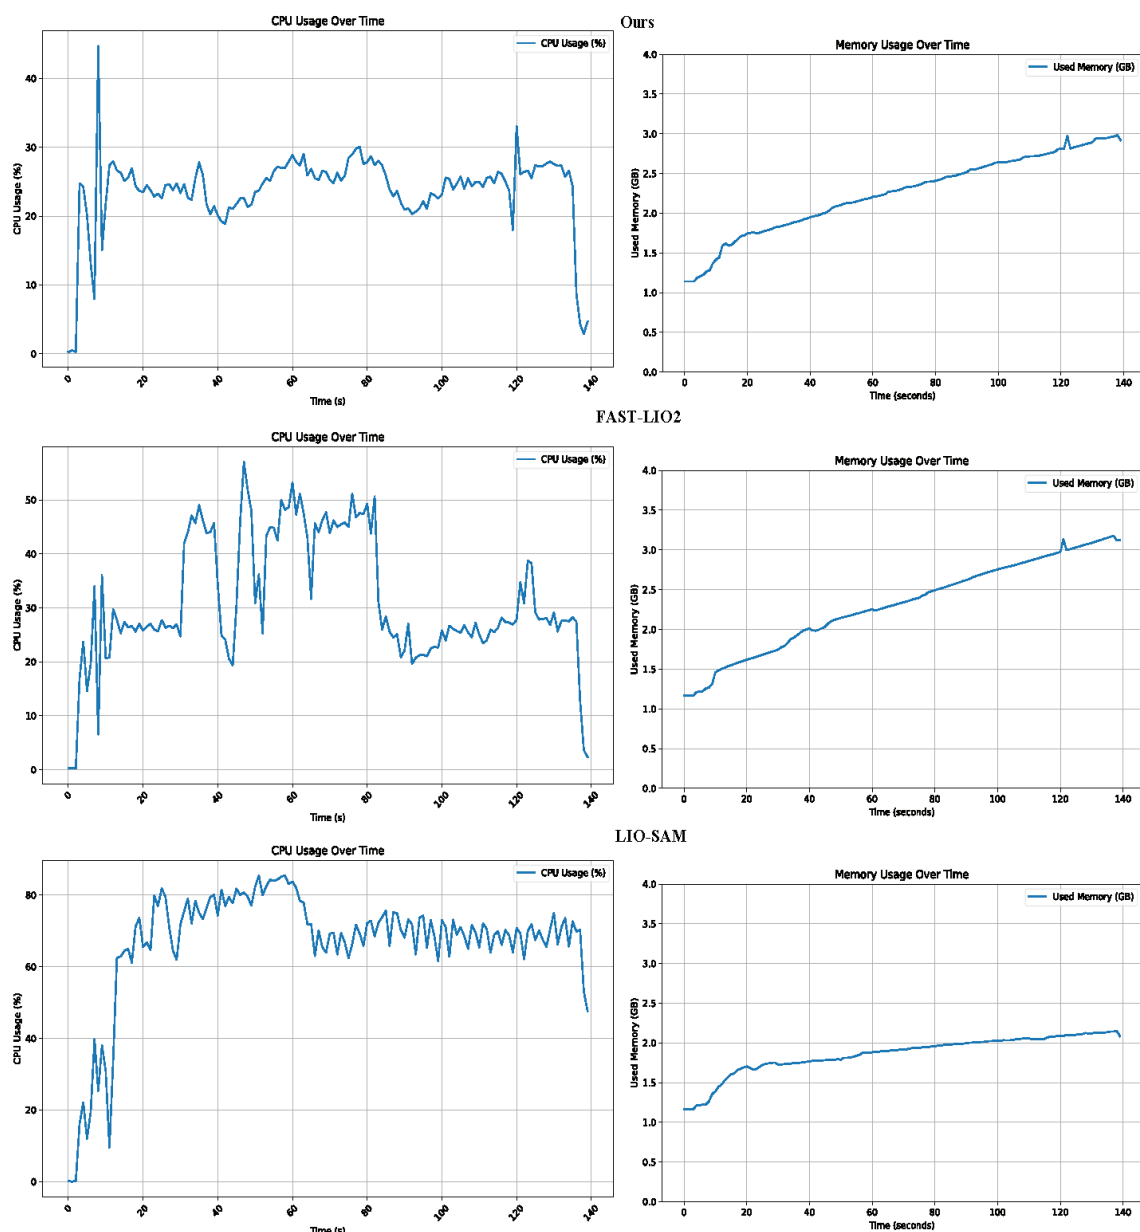 Ours
CPU Usage Over Time
CPU Usage (%)
CPU Usage (%)
40
30
20
10
0
0 20 40 60 80 100 120 140
Time (s)
Memory Usage Over Time
Used Memory (GB)
Used Memory (GB)
4.0
3.5
3.0
2.5
2.0
1.5
1.0
0.5
0.0
0 20 40 60 80 100 120 140
Time (seconds)
FAST-LIO2
CPU Usage Over Time
CPU Usage (%)
CPU Usage (%)
50
40
30
20
10
0
0 20 40 60 80 100 120 140
Time (s)
Memory Usage Over Time
Used Memory (GB)
Used Memory (GB)
4.0
3.5
3.0
2.5
2.0
1.5
1.0
0.5
0.0
0 20 40 60 80 100 120 140
Time (seconds)
LIO-SAM
CPU Usage Over Time
CPU Usage (%)
CPU Usage (%)
80
60
40
20
0
0 20 40 60 80 100 120 140
Time (s)
Memory Usage Over Time
Used Memory (GB)
Used Memory (GB)
4.0
3.5
3.0
2.5
2.0
1.5
1.0
0.5
0.0
0 20 40 60 80 100 120 140
Time (seconds)